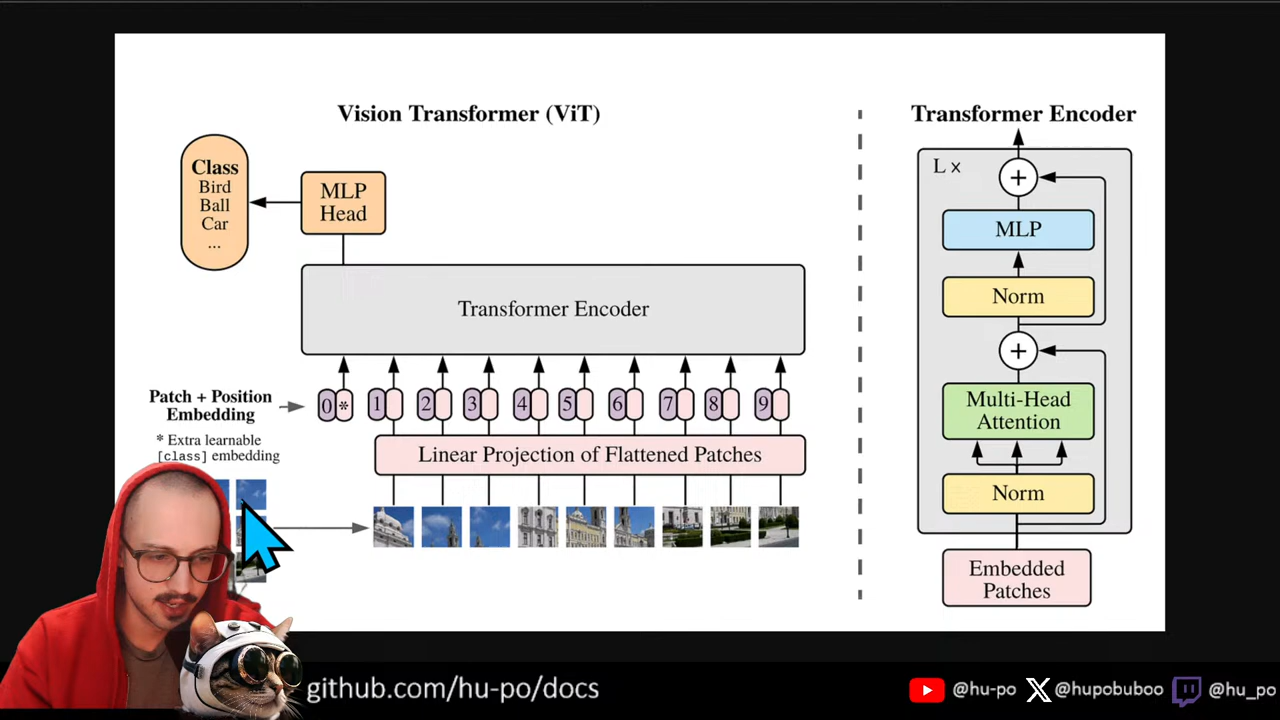 Vision Transformer (ViT)
Class
Bird
Ball
Car
...
MLP
Head
Transformer Encoder
Patch + Position
Embedding
0 * 1 2 3 4 5 6 7 8 9
* Extra learnable
[class] embedding
Linear Projection of Flattened Patches
Transformer Encoder
L x
+
MLP
Norm
+
Multi-Head
Attention
Norm
Embedded
Patches
github.com/hu-po/docs
@hu-po
@hupobuboo
@hu_po